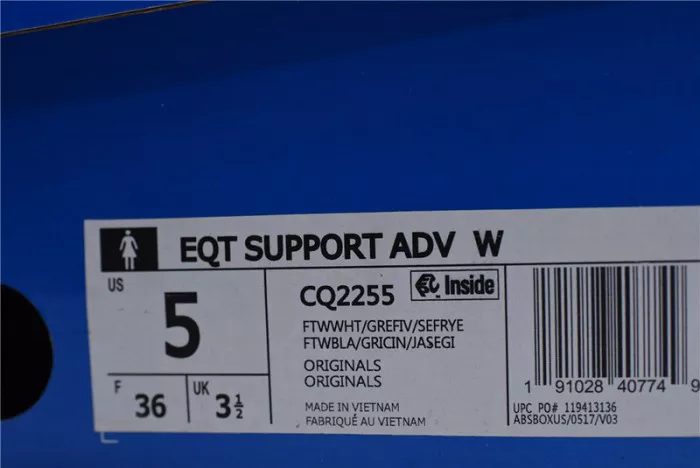 EQT SUPPORT ADV W
US
5
F
36
UK
3½
CQ2255
Inside
FTWWHT/GREFIV/SEFRYE
FTWBLA/GRICIN/JASEGI
ORIGINALS
ORIGINALS
MADE IN VIETNAM
FABRIQUÉ AU VIETNAM
1 91028 40774 9
UPC PO# 119413136
ABSBOXUS/0517/V03